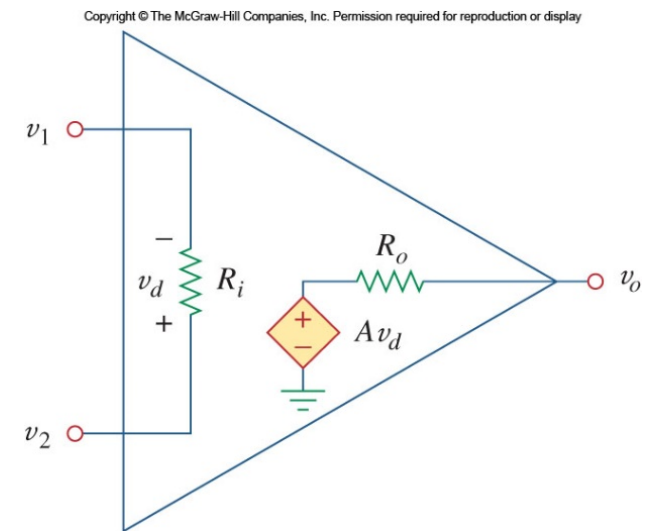 Copyright © The McGraw-Hill Companies, Inc. Permission required for reproduction or display
v1
−
vd
+
Ri
Ro
+
−
Avd
vo
v2